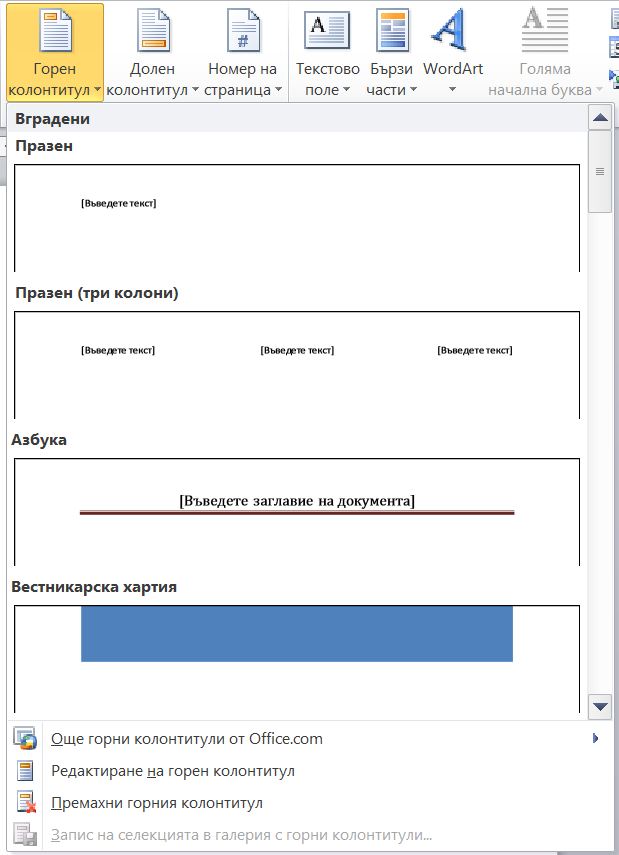 Горен Долен Номер на Текстово Бързи WordArt Голяма
колонтитул колонтитул страница поле части начална буква
Вградени
Празен
[Въведете текст]
Празен (три колони)
[Въведете текст] [Въведете текст] [Въведете текст]
Азбука
[Въведете заглавие на документа]
Вестникарска хартия
Още горни колонтитули от Office.com
Редактиране на горен колонтитул
Премахни горния колонтитул
Запис на селекцията в галерия с горни колонтитули...